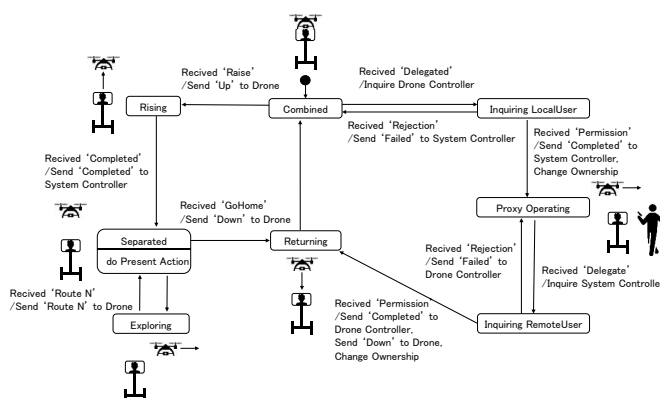 Recived 'Raise'
/Send 'Up' to Drone
Recived 'Delegated'
/Inquire Drone Controller
Rising
Combined
Inquiring LocalUser
Recived 'Rejection'
/Send 'Failed' to System Controller
Recived 'Permission'
/Send 'Completed' to
System Controller,
Change Ownership
Recived 'Completed'
/Send 'Completed' to
System Controller
Recived 'GoHome'
/Send 'Down' to Drone
Proxy Operating
Separated
do Present Action
Returning
Recived 'Rejection'
/Send 'Failed' to
Drone Controller
Recived 'Delegate'
/Inquire System Controlle
Recived 'Route N'
/Send 'Route N' to Drone
Exploring
Recived 'Permission'
/Send 'Completed' to
Drone Controller,
Send 'Down' to Drone,
Change Ownership
Inquiring RemoteUser